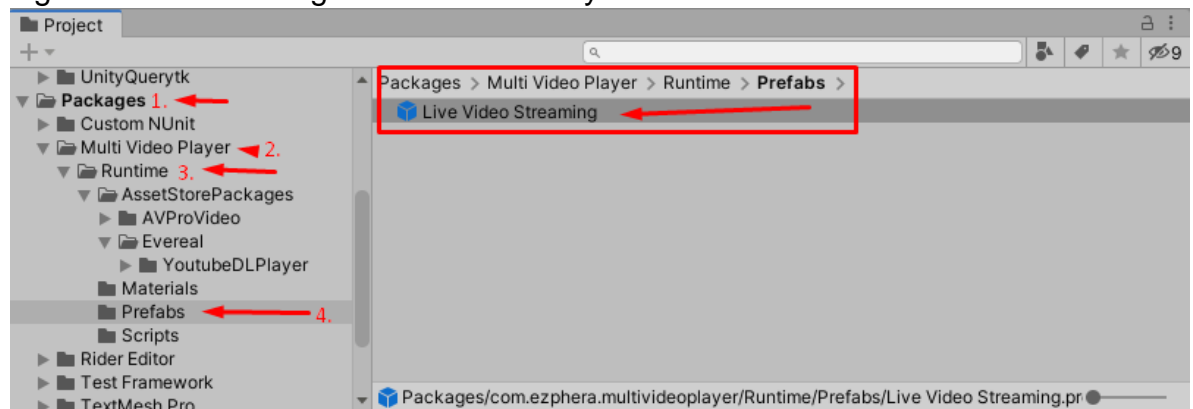 Project
9
UnityQuerytk
Packages 1.
Custom NUnit
Multi Video Player 2.
Runtime 3.
AssetStorePackages
AVProVideo
Evereal
YoutubeDLPlayer
Materials
Prefabs 4.
Scripts
Rider Editor
Test Framework
TextMesh Pro
Packages > Multi Video Player > Runtime > Prefabs >
Live Video Streaming
Packages/com.ezphera.multivideoplayer/Runtime/Prefabs/Live Video Streaming.pr